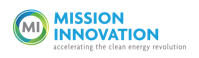 MI
MISSION
INNOVATION
accelerating the clean energy revolution